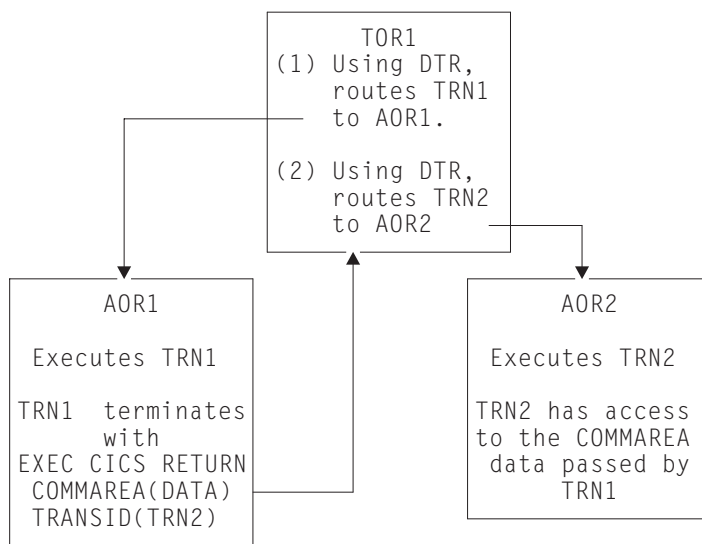 TOR1
(1) Using DTR,
routes TRN1
to AOR1.
(2) Using DTR,
routes TRN2
to AOR2
AOR1
Executes TRN1
TRN1 terminates
with
EXEC CICS RETURN
COMMAREA(DATA)
TRANSID(TRN2)
AOR2
Executes TRN2
TRN2 has access
to the COMMAREA
data passed by
TRN1